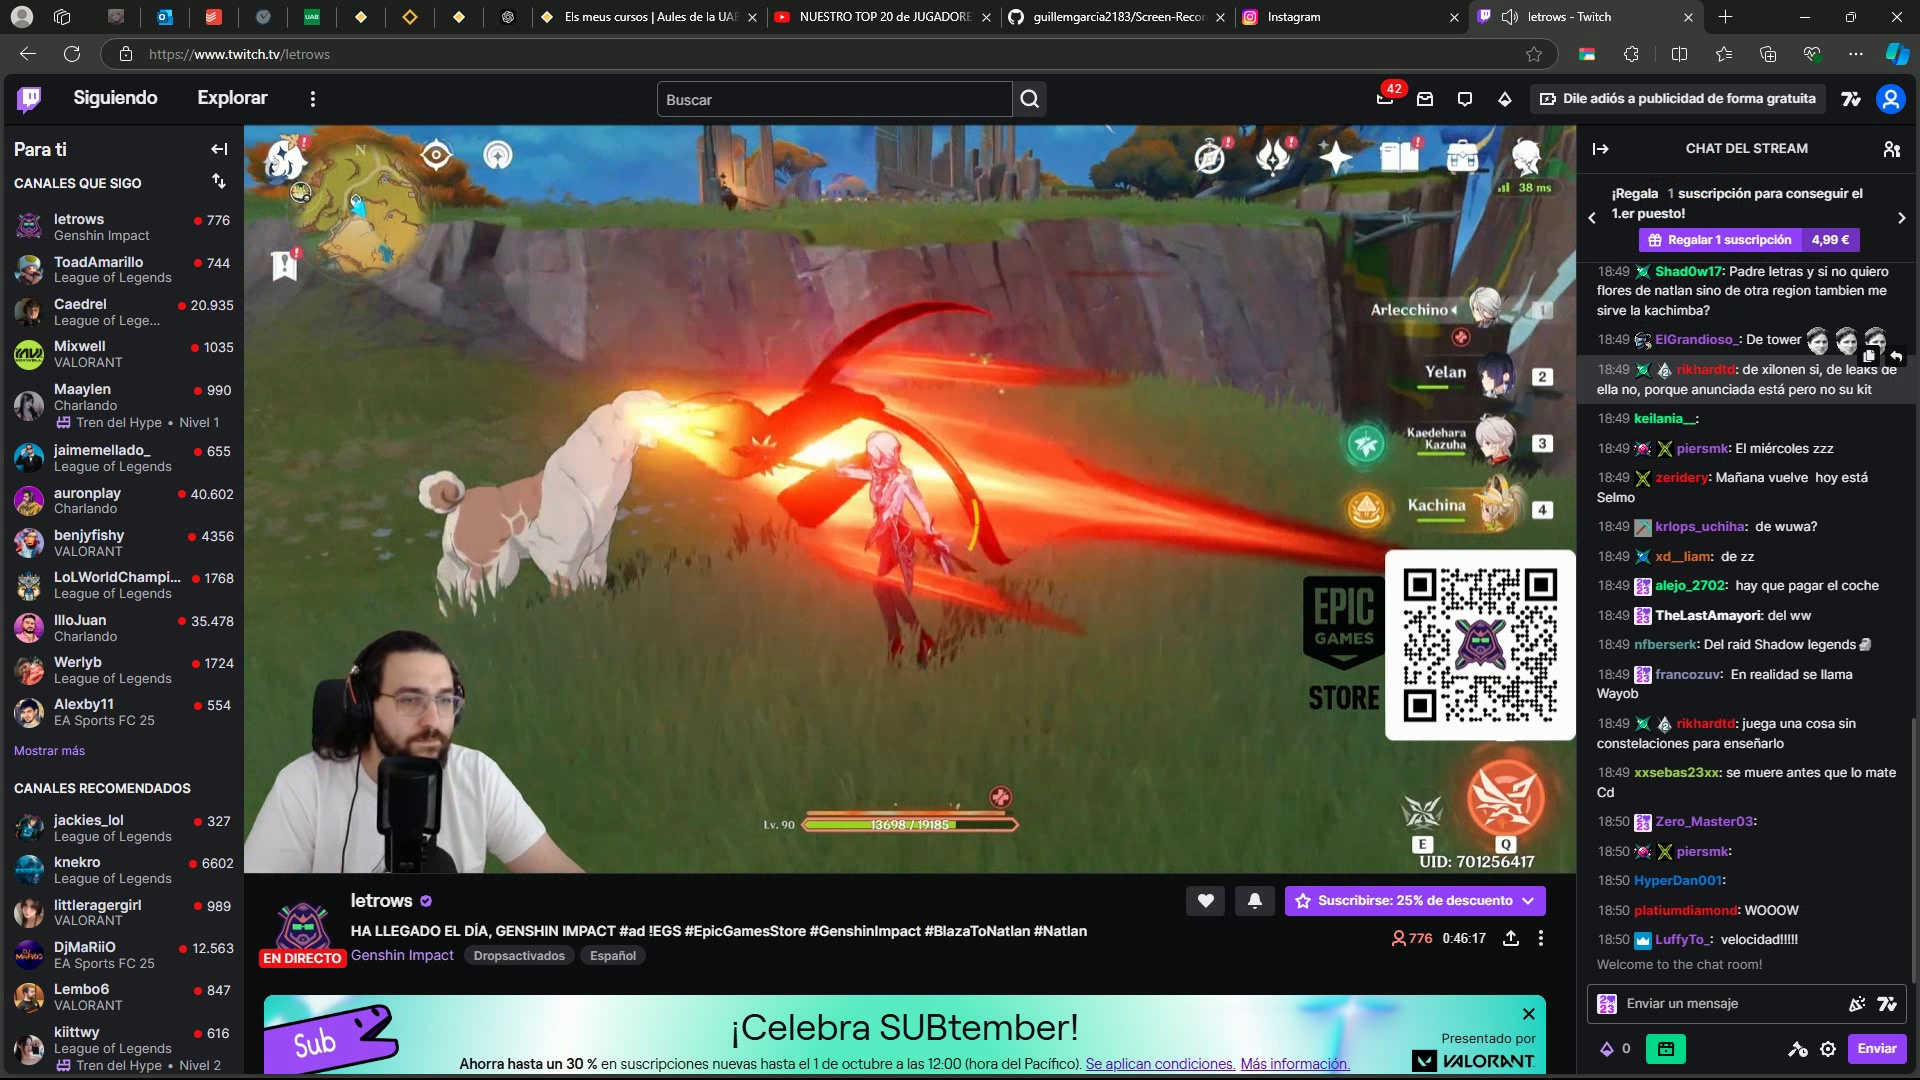 Els meus cursos | Aules de la UAB
NUESTRO TOP 20 de JUGADORE
guillemgarcia2183/Screen-Recor
Instagram
letrows - Twitch
https://www.twitch.tv/letrows
Siguiendo
Explorar
Buscar
42
Dile adiós a publicidad de forma gratuita
Para ti
CANALES QUE SIGO
letrows
776
Genshin Impact
ToadAmarillo
744
League of Legends
Caedrel
20.935
League of Lege...
Mixwell
1035
VALORANT
Maaylen
990
Charlando
Tren del Hype • Nivel 1
jaimemellado_
655
League of Legends
auronplay
40.602
Charlando
benjyfishy
4356
VALORANT
LoLWorldChampi...
1768
League of Legends
IlloJuan
35.478
Charlando
Werlyb
1724
League of Legends
Alexby11
554
EA Sports FC 25
Mostrar más
CANALES RECOMENDADOS
jackies_lol
327
League of Legends
knekro
6602
League of Legends
littleragergirl
989
VALORANT
DjMaRiiO
12.563
EA Sports FC 25
Lembo6
847
VALORANT
kiittwy
616
League of Legends
Tren del Hype • Nivel 2
N
38 ms
Arlecchino
1
Yelan
2
Kaedehara
Kazuha
3
Kachina
4
EPIC
GAMES
STORE
Lv. 90
13698 / 19185
E
Q
UID: 701256417
letrows
HA LLEGADO EL DÍA, GENSHIN IMPACT #ad !EGS #EpicGamesStore #GenshinImpact #BlazaToNatlan #Natlan
EN DIRECTO
Genshin Impact
Dropsactivados
Español
Suscribirse: 25% de descuento
776
0:46:17
Sub
¡Celebra SUBtember!
Ahorra hasta un 30 % en suscripciones nuevas hasta el 1 de octubre a las 12:00 (hora del Pacífico). Se aplican condiciones. Más información.
Presentado por
VALORANT
CHAT DEL STREAM
¡Regala 1 suscripción para conseguir el
1.er puesto!
Regalar 1 suscripción 4,99 €
18:49 Shad0w17: Padre letras y si no quiero
flores de natlan sino de otra region tambien me
sirve la kachimba?
18:49 ElGrandioso_: De tower
18:49 rikhardtd: de xilonen si, de leaks de
ella no, porque anunciada está pero no su kit
18:49 keilania__:
18:49 piersmk: El miércoles zzz
18:49 zeridery: Mañana vuelve hoy está
Selmo
18:49 krlops_uchiha: de wuwa?
18:49 xd__liam: de zz
18:49 alejo_2702: hay que pagar el coche
18:49 TheLastAmayori: del ww
18:49 nfberserk: Del raid Shadow legends
18:49 francozuv: En realidad se llama
Wayob
18:49 rikhardtd: juega una cosa sin
constelaciones para enseñarlo
18:49 xxsebas23xx: se muere antes que lo mate
Cd
18:50 Zero_Master03:
18:50 piersmk:
18:50 HyperDan001:
18:50 platiumdiamond: WOOOW
18:50 LuffyTo_: velocidad!!!!!
Welcome to the chat room!
Enviar un mensaje
0
Enviar